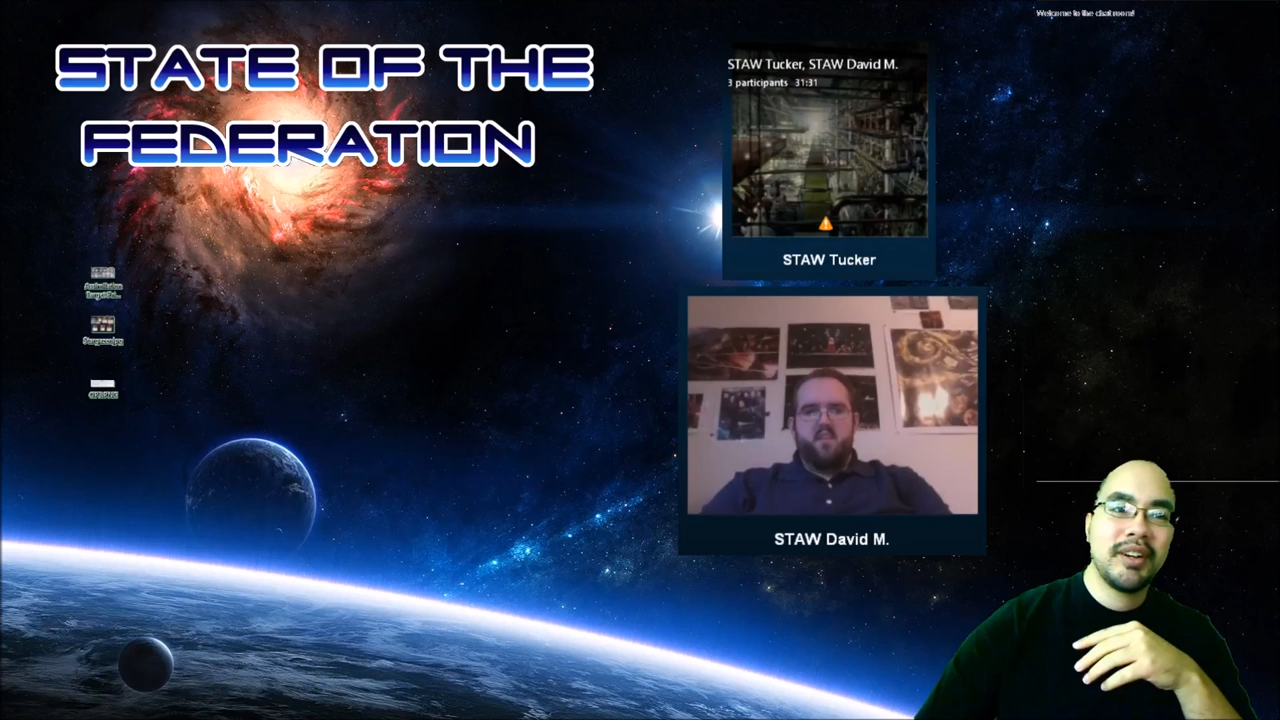 STATE OF THE
FEDERATION
Welcome to the chat room!
STAW Tucker, STAW David M.
3 participants 31:31
STAW Tucker
STAW David M.